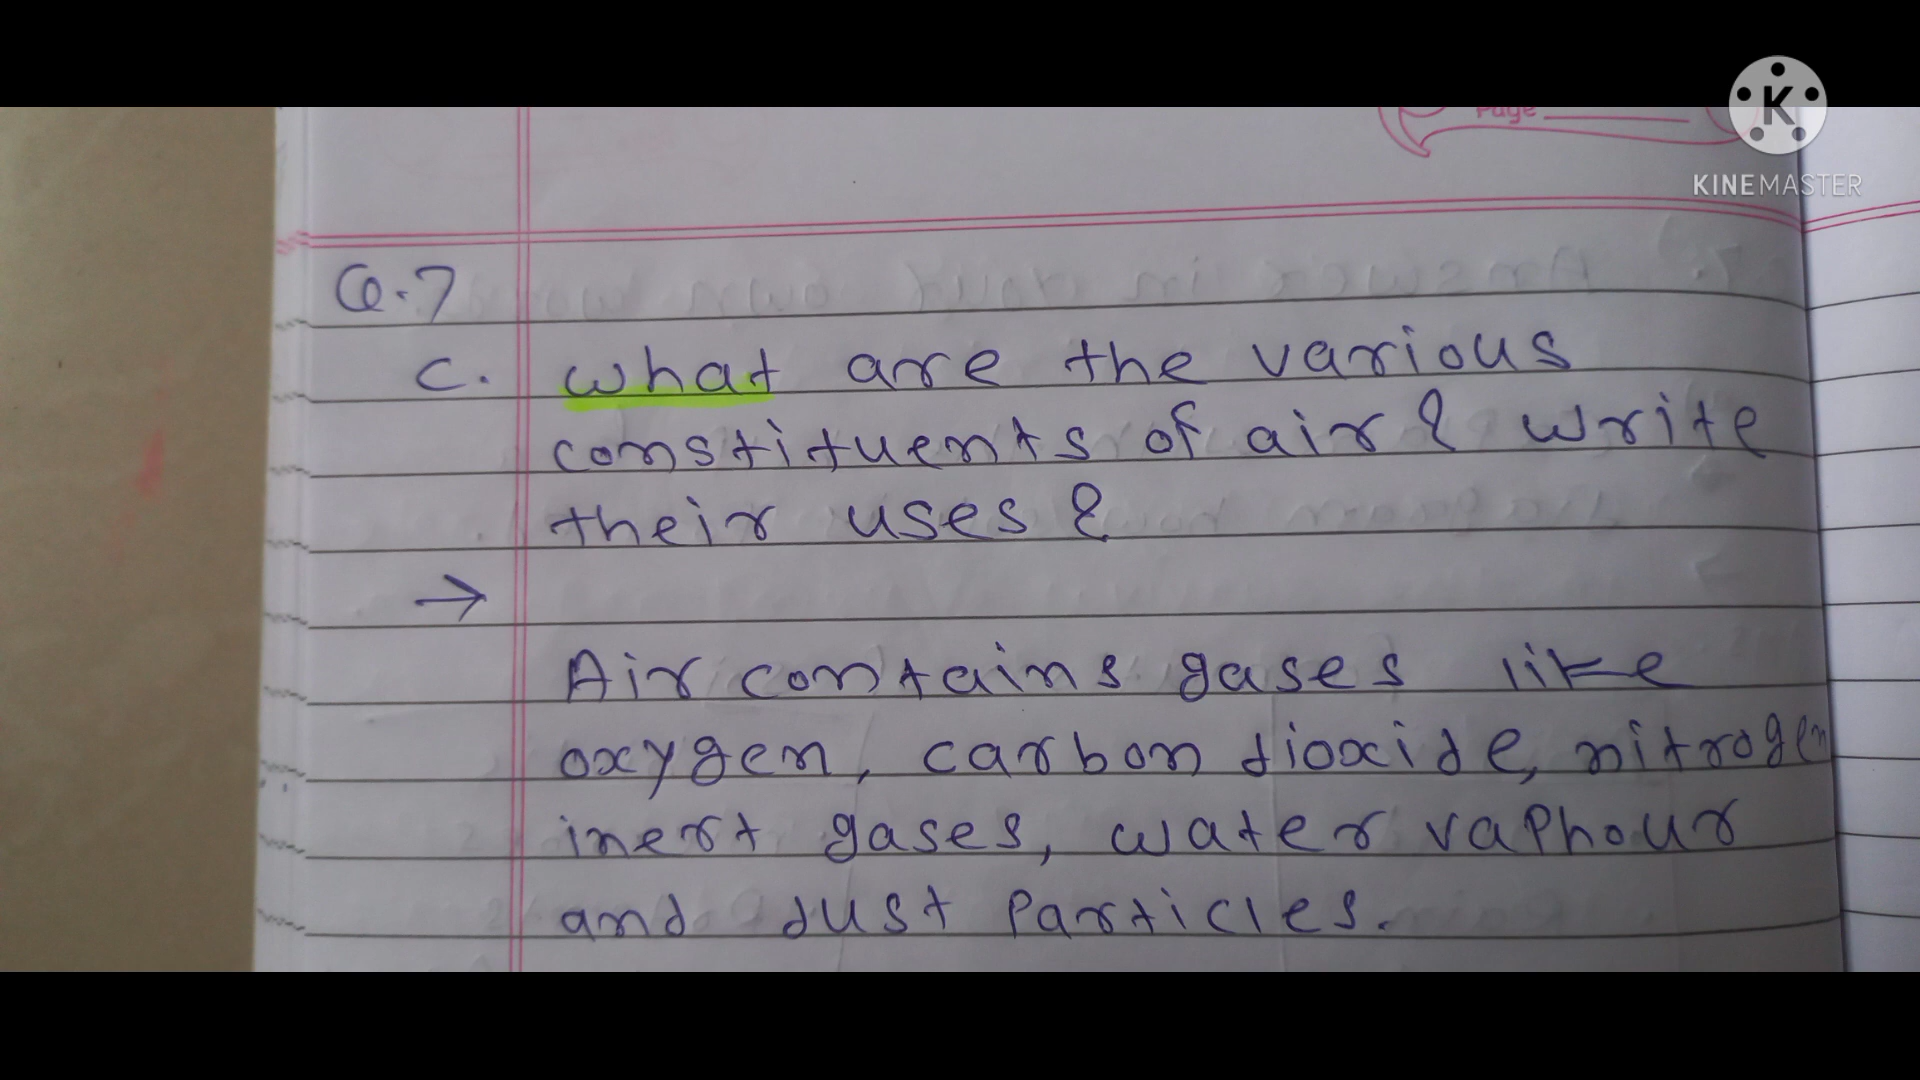 Page
KINEMASTER
Q.7
C. what are the various
constituents of air? write
their uses?
→
Air contains gases like
oxygen, carbon dioxide, nitrogen
inert gases, water vaphour
and dust particles.